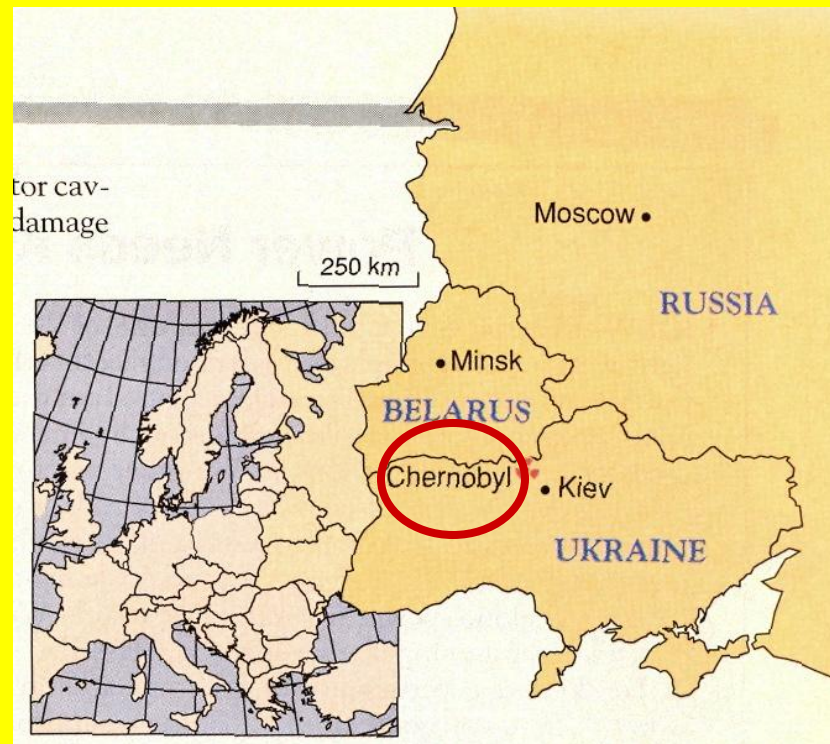 tor cav-
damage
250 km
Moscow
RUSSIA
Minsk
BELARUS
Chernobyl
Kiev
UKRAINE